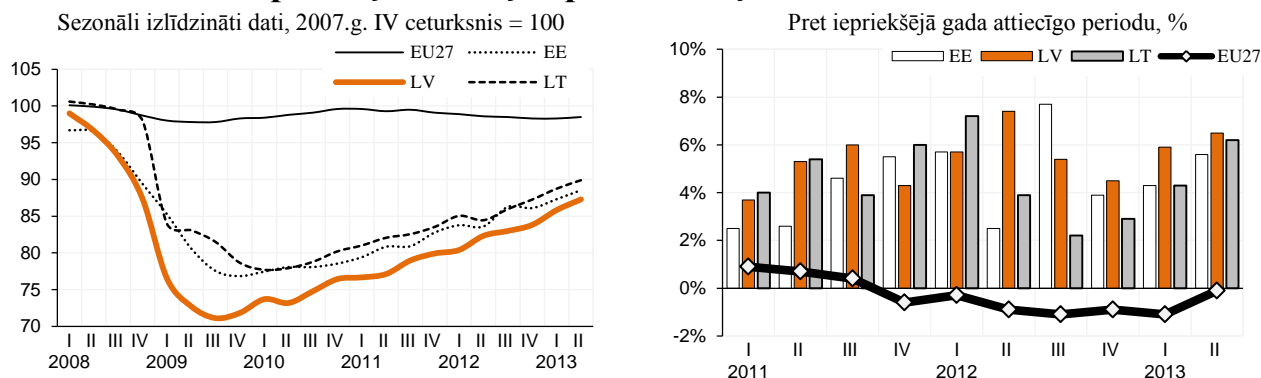 Sezonāli izlīdzināti dati, 2007.g. IV ceturksnis = 100
EU27 EE
LV LT
105
100
95
90
85
80
75
70
I II III IV I II III IV I II III IV I II III IV I II III IV I II
2008 2009 2010 2011 2012 2013
Pret iepriekšējā gada attiecīgo periodu, %
EE LV LT EU27
10%
8%
6%
4%
2%
0%
-2%
I II III IV I II III IV I II
2011 2012 2013